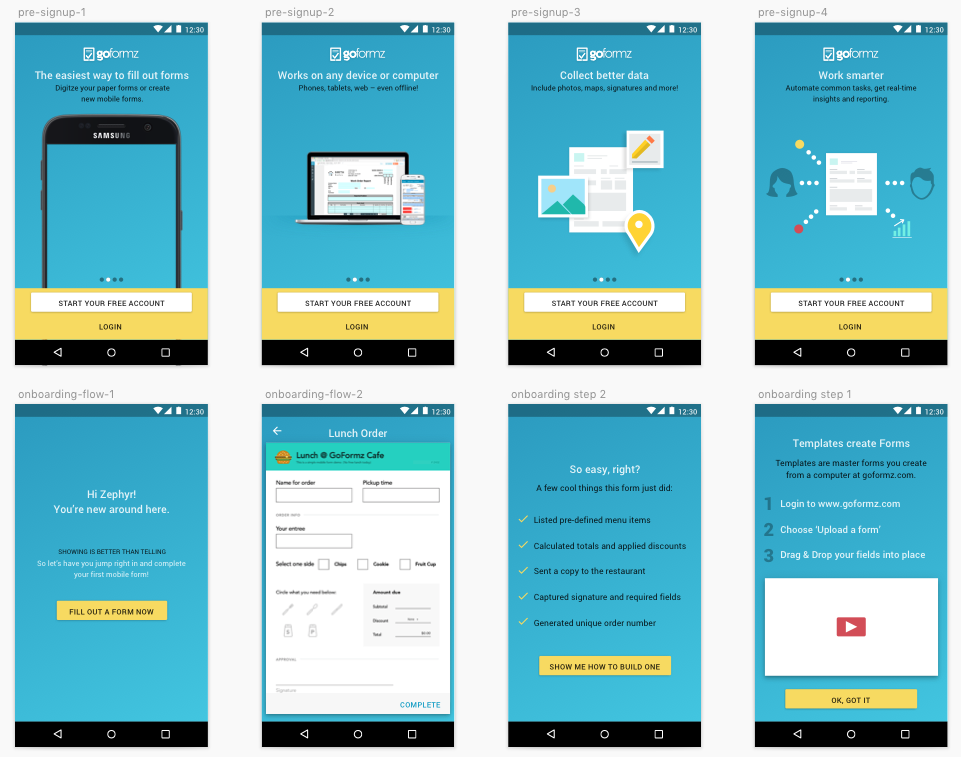 pre-signup-1
12:30
goformz
The easiest way to fill out forms
Digitze your paper forms or create
new mobile forms.
SAMSUNG
START YOUR FREE ACCOUNT
LOGIN
pre-signup-2
12:30
goformz
Works on any device or computer
Phones, tablets, web – even offline!
START YOUR FREE ACCOUNT
LOGIN
pre-signup-3
12:30
goformz
Collect better data
Include photos, maps, signatures and more!
START YOUR FREE ACCOUNT
LOGIN
pre-signup-4
12:30
goformz
Work smarter
Automate common tasks, get real-time
insights and reporting.
START YOUR FREE ACCOUNT
LOGIN
onboarding-flow-1
12:30
Hi Zephyr!
You're new around here.
SHOWING IS BETTER THAN TELLING
So let's have you jump right in and complete
your first mobile form!
FILL OUT A FORM NOW
onboarding-flow-2
12:30
Lunch Order
Lunch @ GoFormz Cafe
Name for order
Pickup time
ORDER INFO
Your entree
Select one side
Chips
Cookie
Fruit Cup
Circle what you need below:
S
P
Amount due
Subtotal
Discount
Total
$0.00
APPROVAL
Signature
COMPLETE
onboarding step 2
12:30
So easy, right?
A few cool things this form just did:
Listed pre-defined menu items
Calculated totals and applied discounts
Sent a copy to the restaurant
Captured signature and required fields
Generated unique order number
SHOW ME HOW TO BUILD ONE
onboarding step 1
12:30
Templates create Forms
Templates are master forms you create
from a computer at goformz.com.
1 Login to www.goformz.com
2 Choose 'Upload a form'
3 Drag & Drop your fields into place
OK, GOT IT